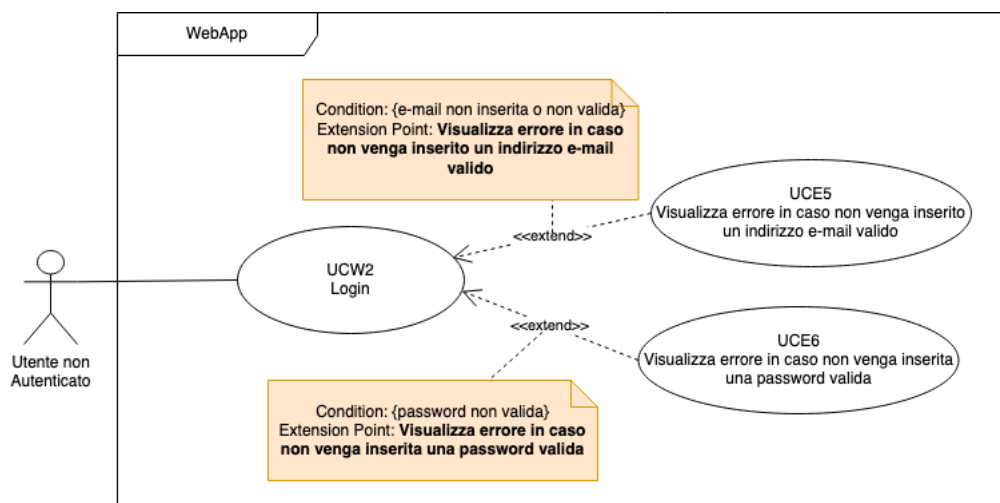 WebApp
Condition: {e-mail non inserita o non valida}
Extension Point: Visualizza errore in caso
non venga inserito un indirizzo e-mail
valido
UCE5
Visualizza errore in caso non venga inserito
un indirizzo e-mail valido
<<extend>>
UCW2
Login
<<extend>>
UCE6
Visualizza errore in caso non venga inserita
una password valida
Utente non
Autenticato
Condition: {password non valida}
Extension Point: Visualizza errore in caso
non venga inserita una password valida